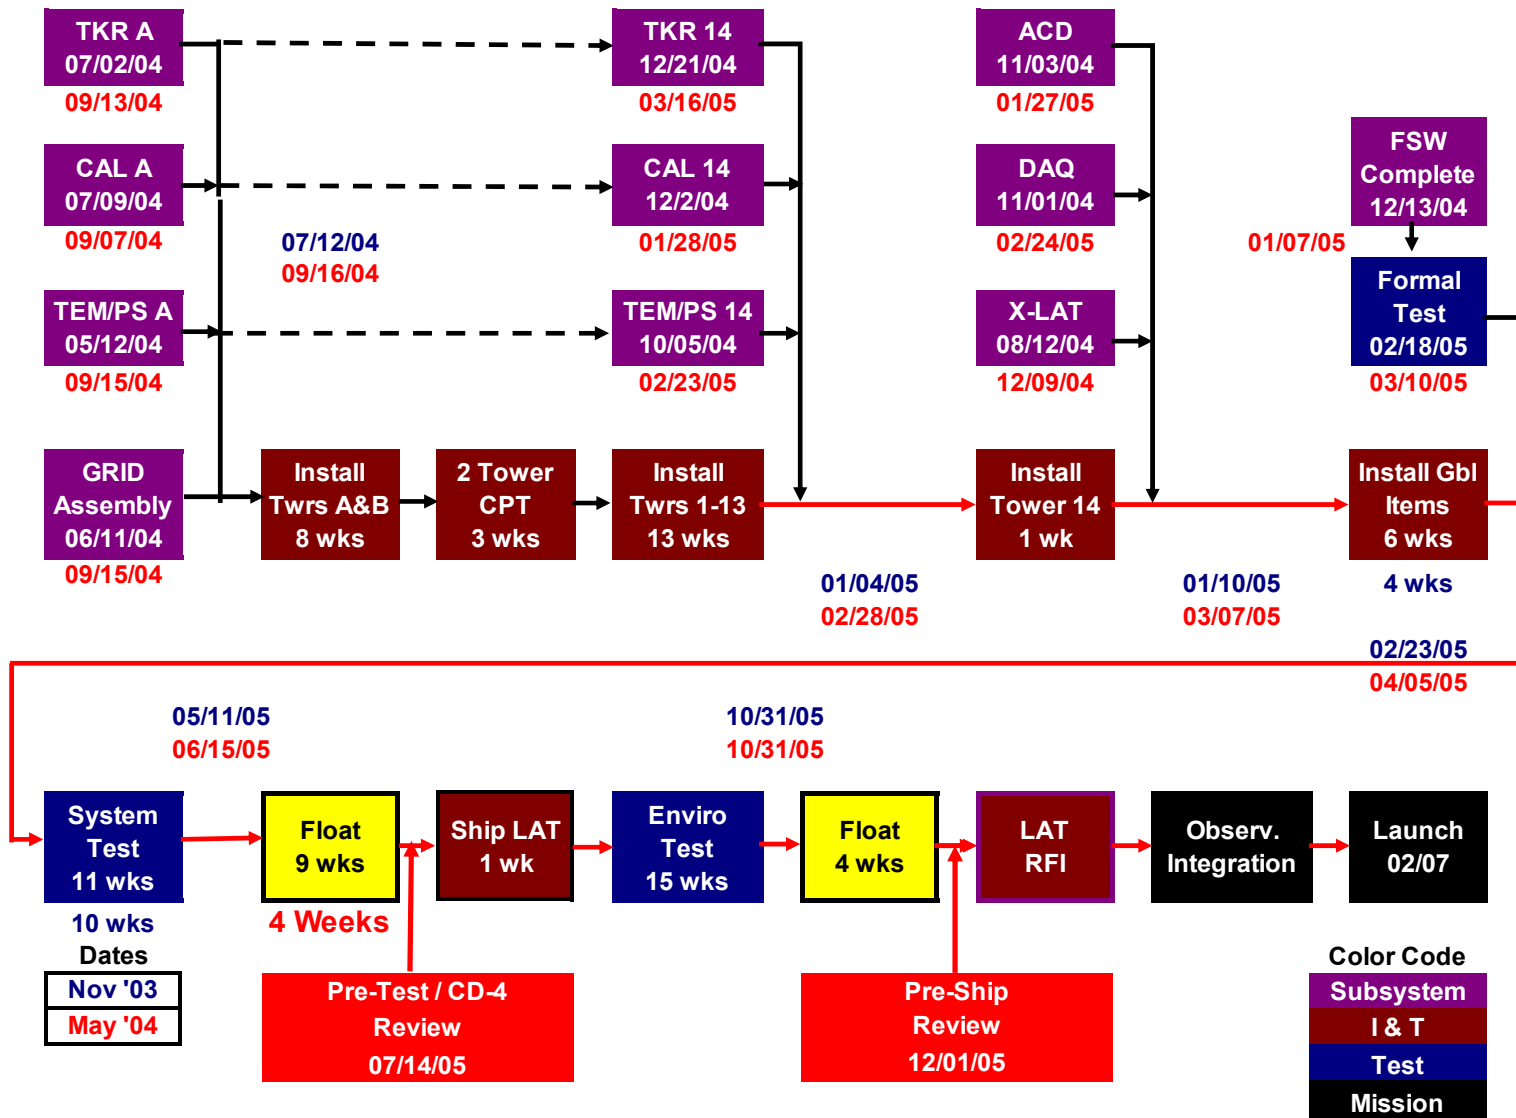 TKR A
07/02/04
09/13/04
TKR 14
12/21/04
03/16/05
ACD
11/03/04
01/27/05
CAL A
07/09/04
09/07/04
07/12/04
09/16/04
CAL 14
12/2/04
01/28/05
DAQ
11/01/04
02/24/05
FSW
Complete
12/13/04
01/07/05
TEM/PS A
05/12/04
09/15/04
TEM/PS 14
10/05/04
02/23/05
X-LAT
08/12/04
12/09/04
Formal
Test
02/18/05
03/10/05
GRID
Assembly
06/11/04
09/15/04
Install
Twrs A&B
8 wks
2 Tower
CPT
3 wks
Install
Twrs 1-13
13 wks
01/04/05
02/28/05
Install
Tower 14
1 wk
01/10/05
03/07/05
Install Gbl
Items
6 wks
4 wks
02/23/05
04/05/05
05/11/05
06/15/05
10/31/05
10/31/05
System
Test
11 wks
10 wks
Float
9 wks
4 Weeks
Ship LAT
1 wk
Enviro
Test
15 wks
Float
4 wks
LAT
RFI
Observ.
Integration
Launch
02/07
Dates
Nov '03
May '04
Pre-Test / CD-4
Review
07/14/05
Pre-Ship
Review
12/01/05
Color Code
Subsystem
I & T
Test
Mission